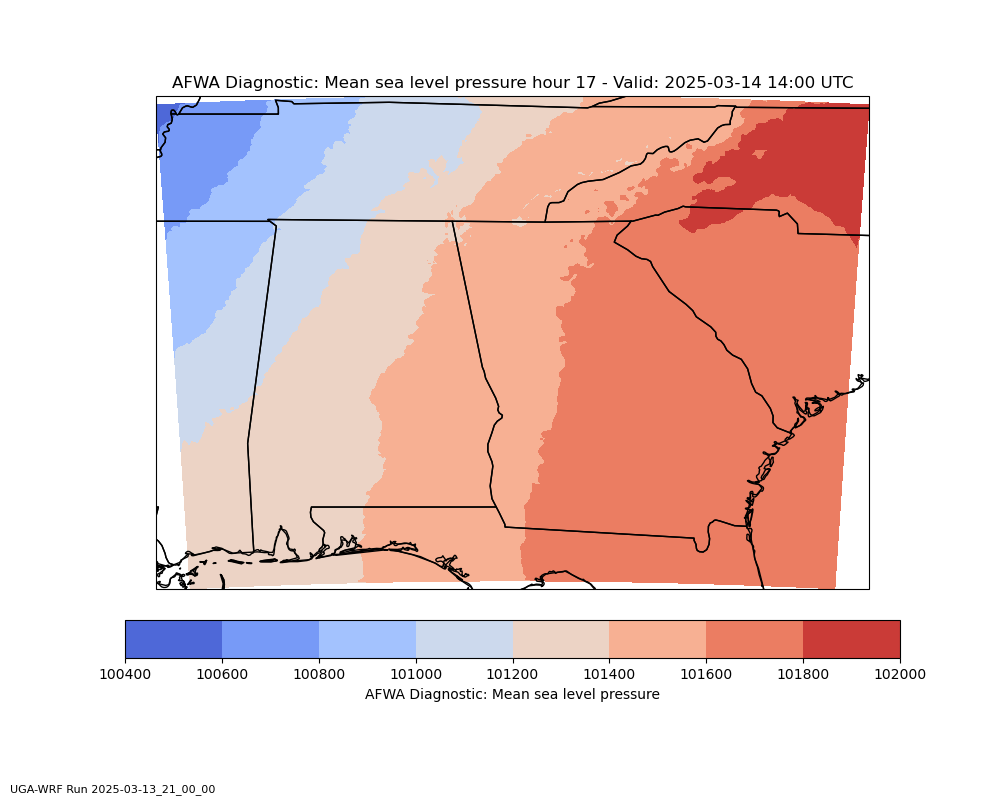 AFWA Diagnostic: Mean sea level pressure hour 17 - Valid: 2025-03-14 14:00 UTC
100400 100600 100800 101000 101200 101400 101600 101800 102000
AFWA Diagnostic: Mean sea level pressure
UGA-WRF Run 2025-03-13_21_00_00